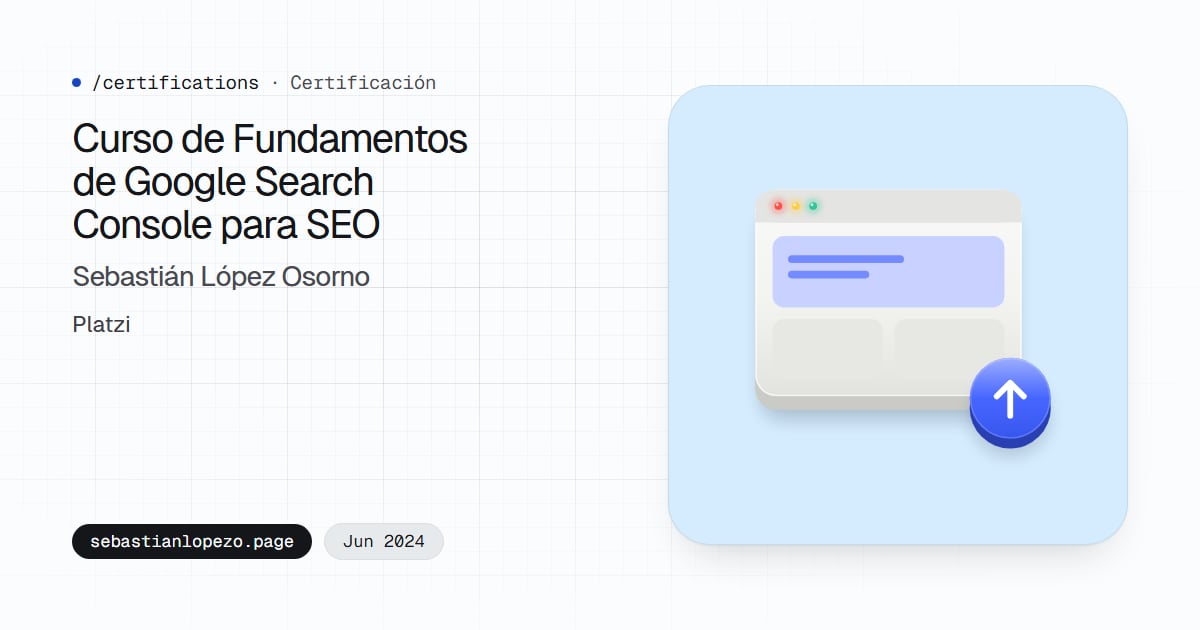 /certifications · Certificación
Curso de Fundamentos
de Google Search
Console para SEO
Sebastián López Osorno
Platzi
sebastianlopezo.page
Jun 2024